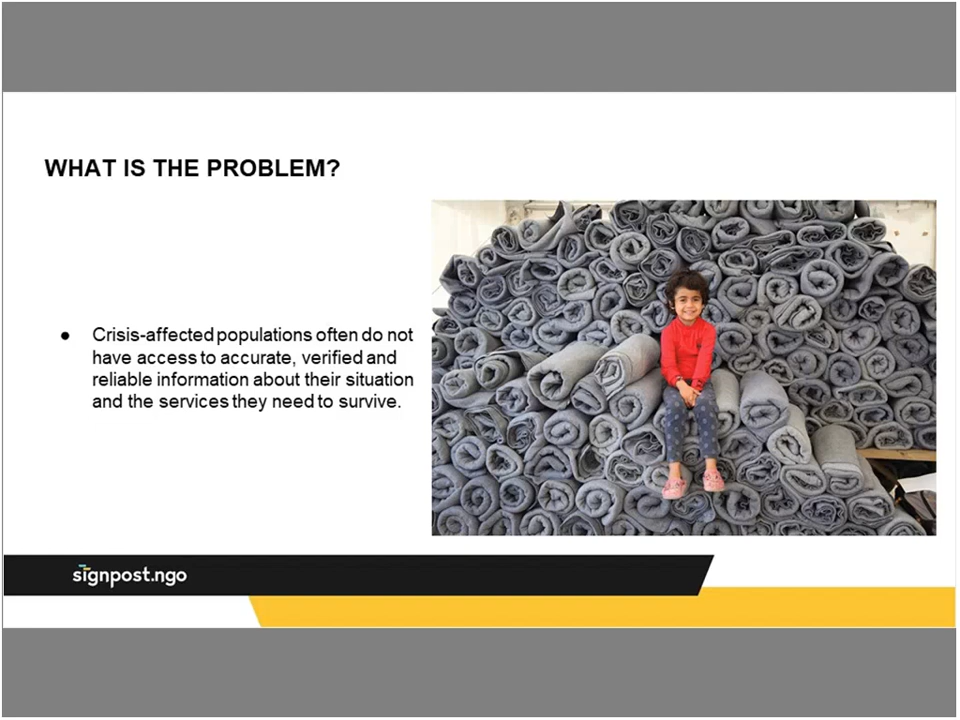 WHAT IS THE PROBLEM?
● Crisis-affected populations often do not
have access to accurate, verified and
reliable information about their situation
and the services they need to survive.
signpost.ngo